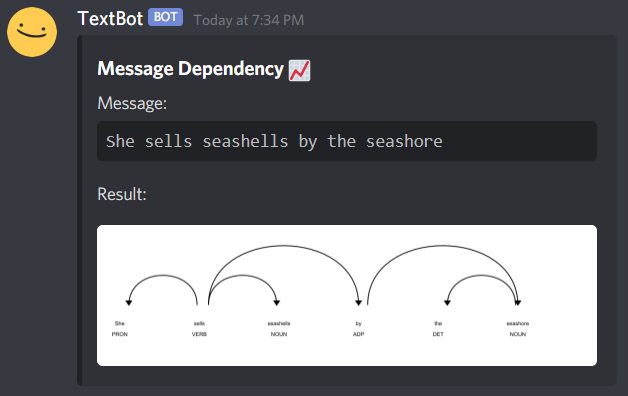 TextBot BOT Today at 7:34 PM
Message Dependency 📈
Message:
She sells seashells by the seashore
Result:
She sells seashells by the seashore
PRON VERB NOUN ADP DET NOUN